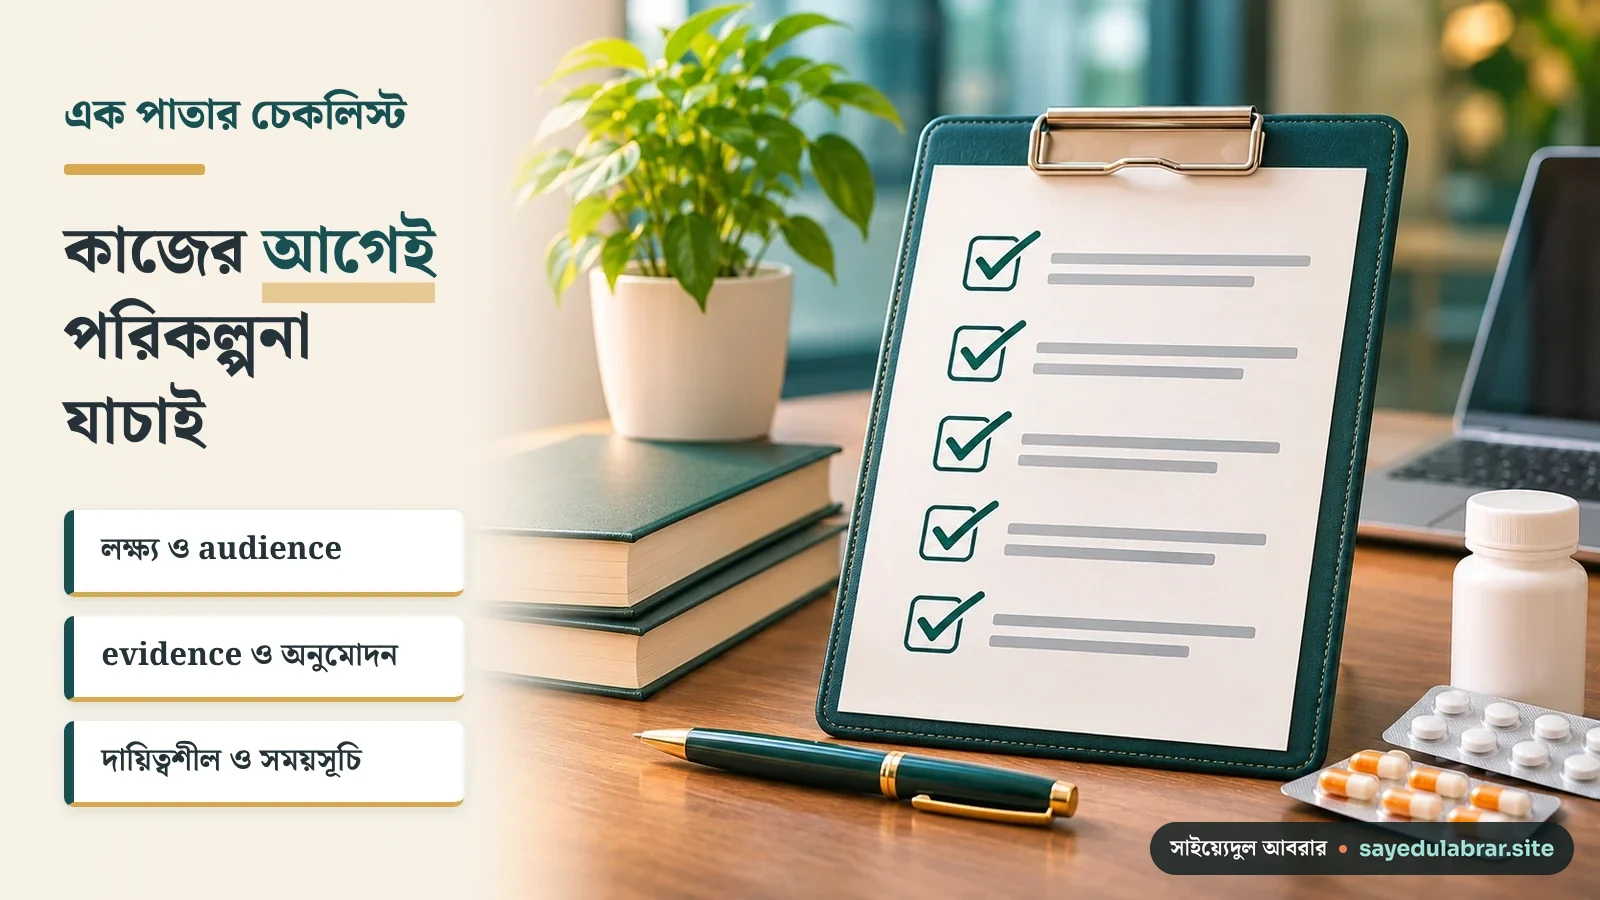 এক পাতার চেকলিস্ট
কাজের আগেই
পরিকল্পনা
যাচাই
লক্ষ্য ও audience
evidence ও অনুমোদন
দায়িত্বশীল ও সময়সূচি
সাইয়্যেদুল আবরার • sayedulabrar.site